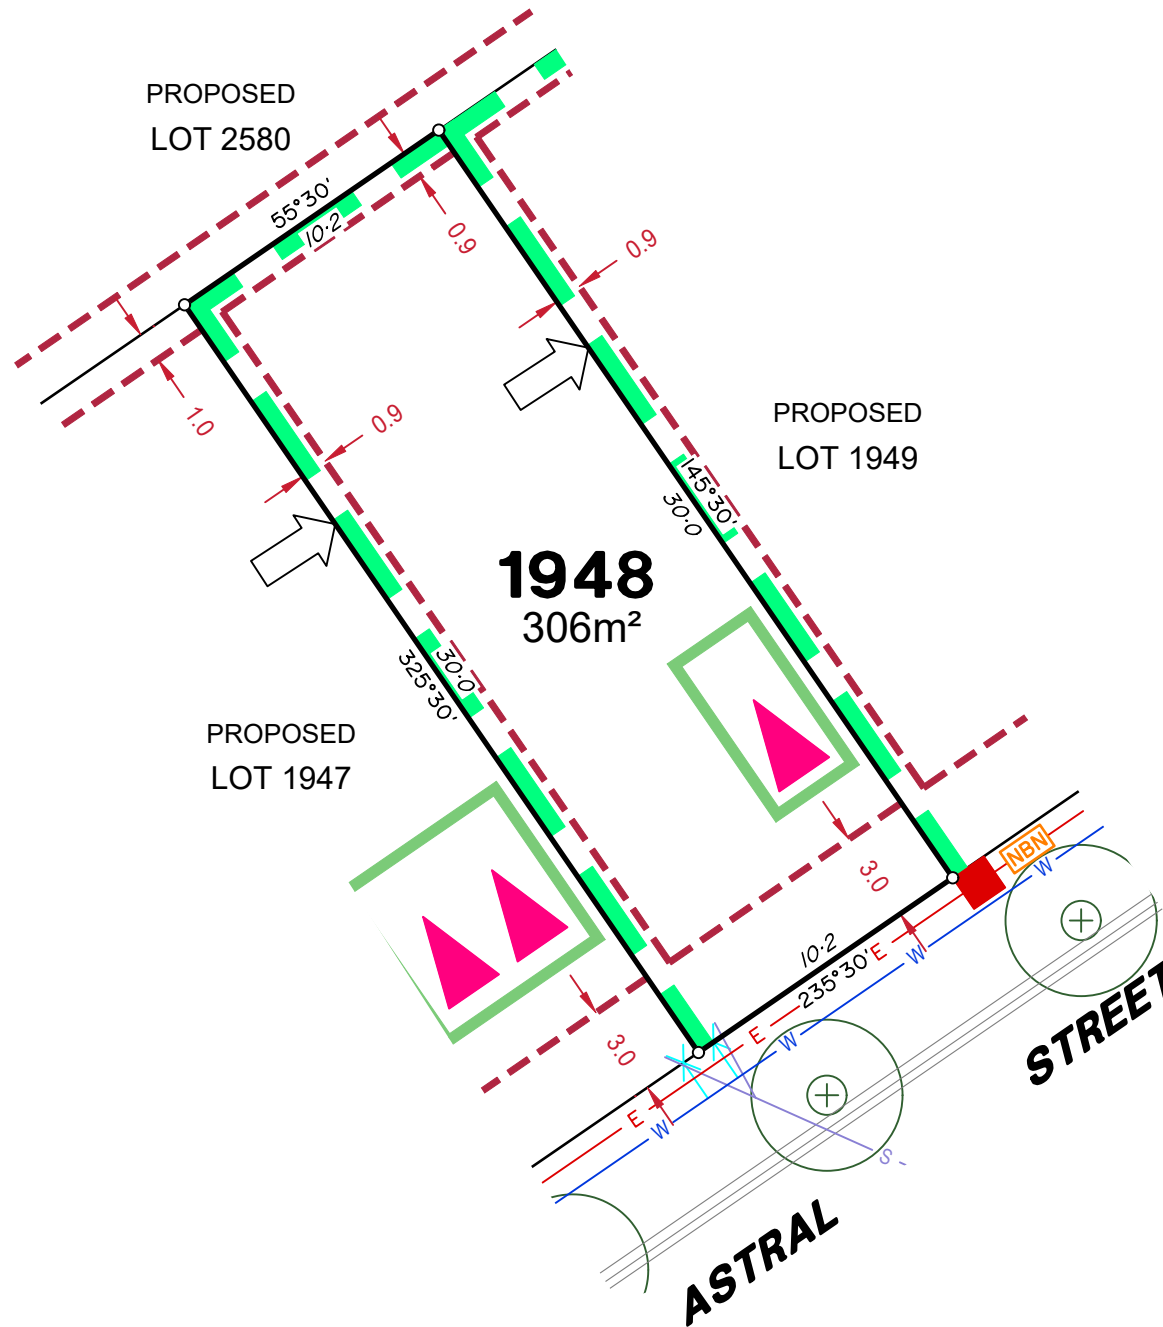 PROPOSED
LOT 2580
55°30'
10·2
0.9
0.9
1.0
0.9
PROPOSED
LOT 1949
145°30'
30·0
1948
306m²
30·0
325°30'
PROPOSED
LOT 1947
3.0
NBN
W
10·2
235°30'
E
W
3.0
E
W
E
W
S
STREET
ASTRAL